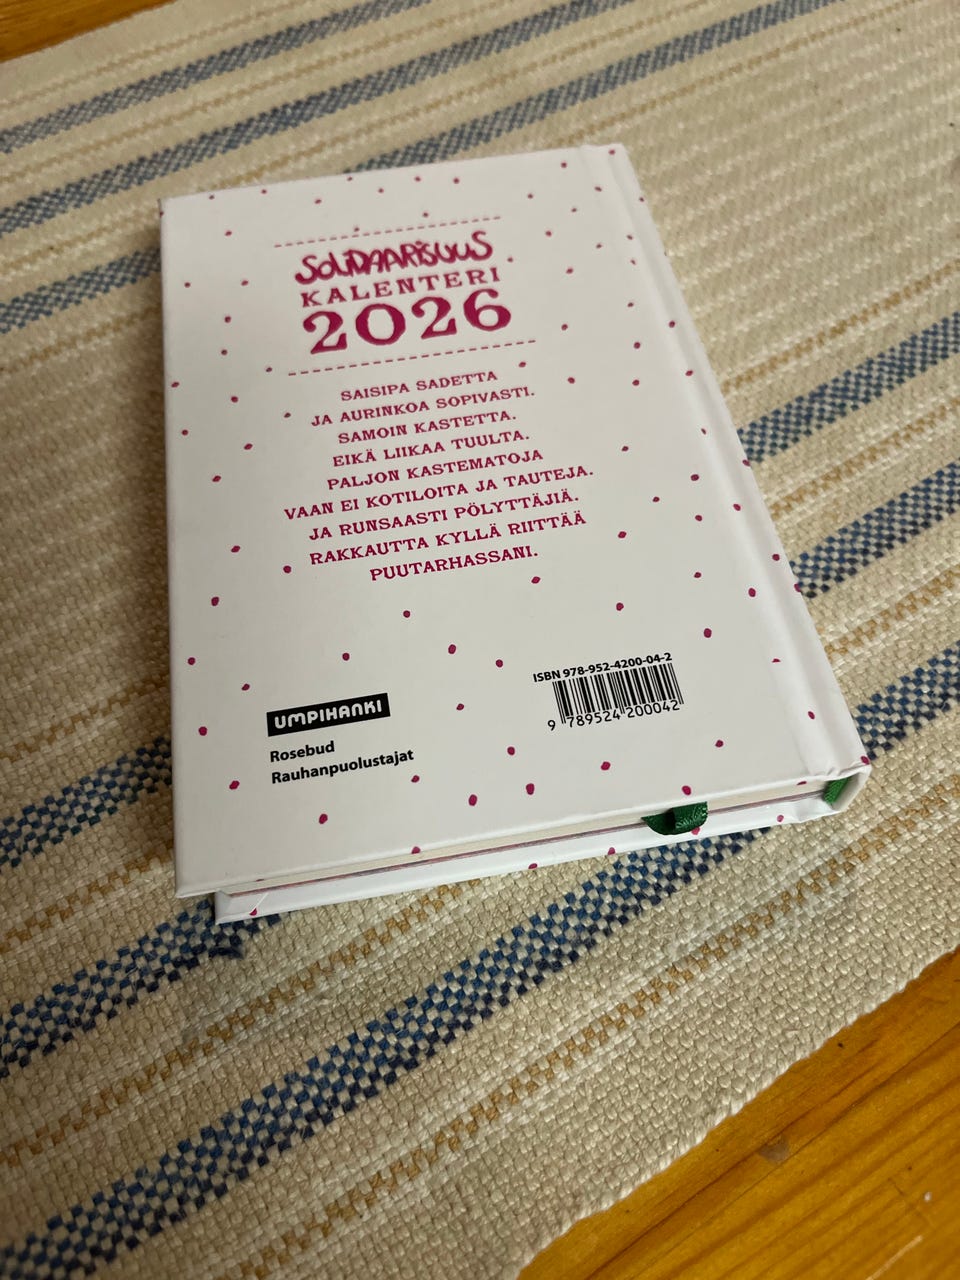 SOLIDAARISUUS
KALENTERI
2026
SAISIPA SADETTA
JA AURINKOA SOPIVASTI.
SAMOIN KASTETTA.
EIKÄ LIIKAA TUULTA.
PALJON KASTEMATOJA
VAAN EI KOTILOITA JA TAUTEJA.
JA RUNSAASTI PÖLYTTÄJIÄ.
RAKKAUTTA KYLLÄ RIITTÄÄ
PUUTARHASSANI.
UMPIHANKI
Rosebud
Rauhanpuolustajat
ISBN 978-952-4200-04-2
9 789524 200042